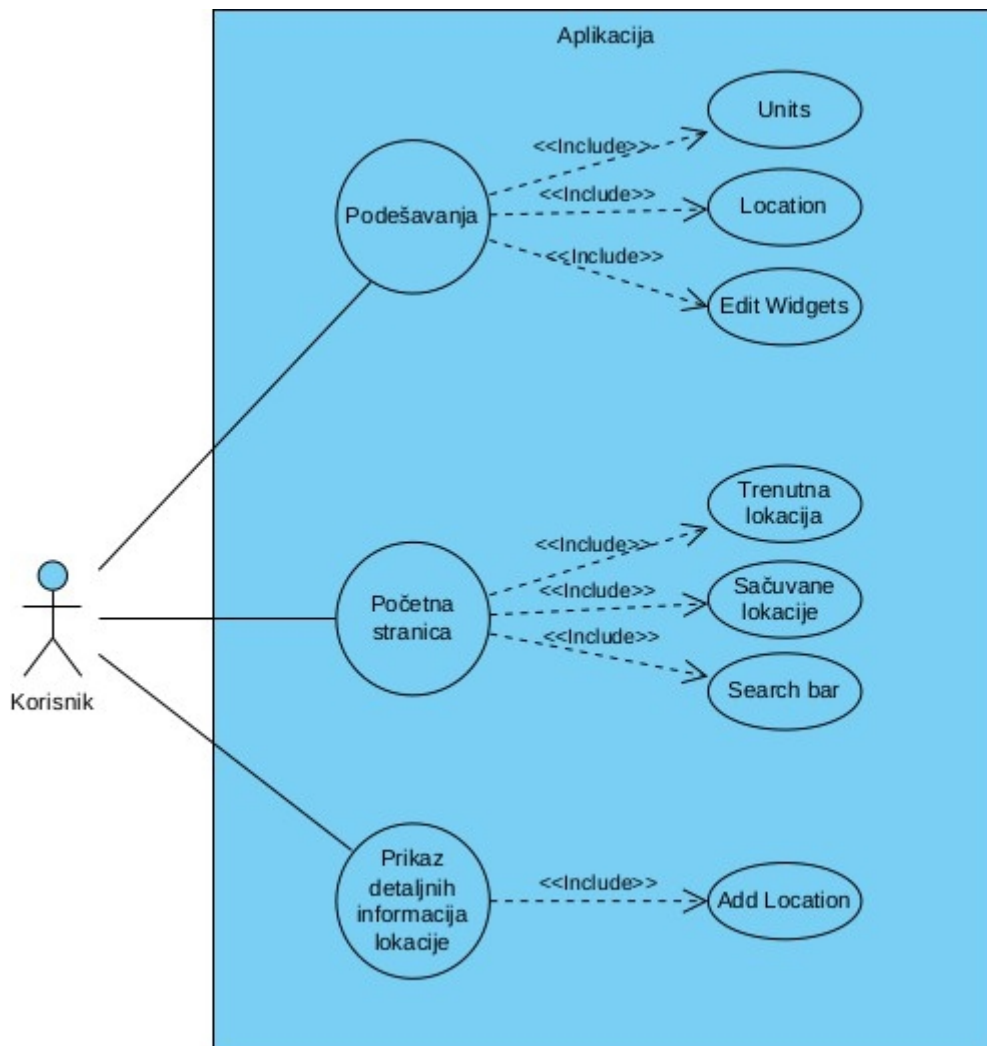 Aplikacija
Units
<<Include>>
Podešavanja
<<Include>>
Location
<<Include>>
Edit Widgets
Trenutna
lokacija
<<Include>>
Početna
stranica
<<Include>>
Sačuvane
lokacije
<<Include>>
Search bar
Korisnik
Prikaz
detaljnih
informacija
lokacije
<<Include>>
Add Location